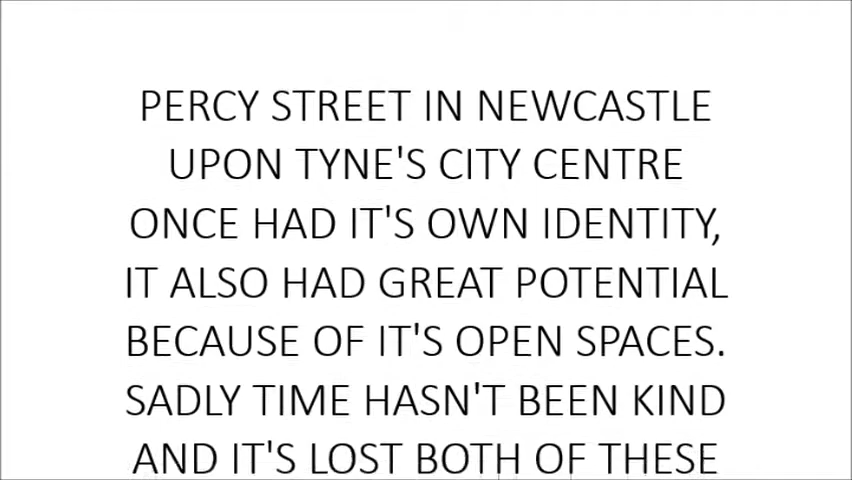 PERCY STREET IN NEWCASTLE
UPON TYNE'S CITY CENTRE
ONCE HAD IT'S OWN IDENTITY,
IT ALSO HAD GREAT POTENTIAL
BECAUSE OF IT'S OPEN SPACES.
SADLY TIME HASN'T BEEN KIND
AND IT'S LOST BOTH OF THESE